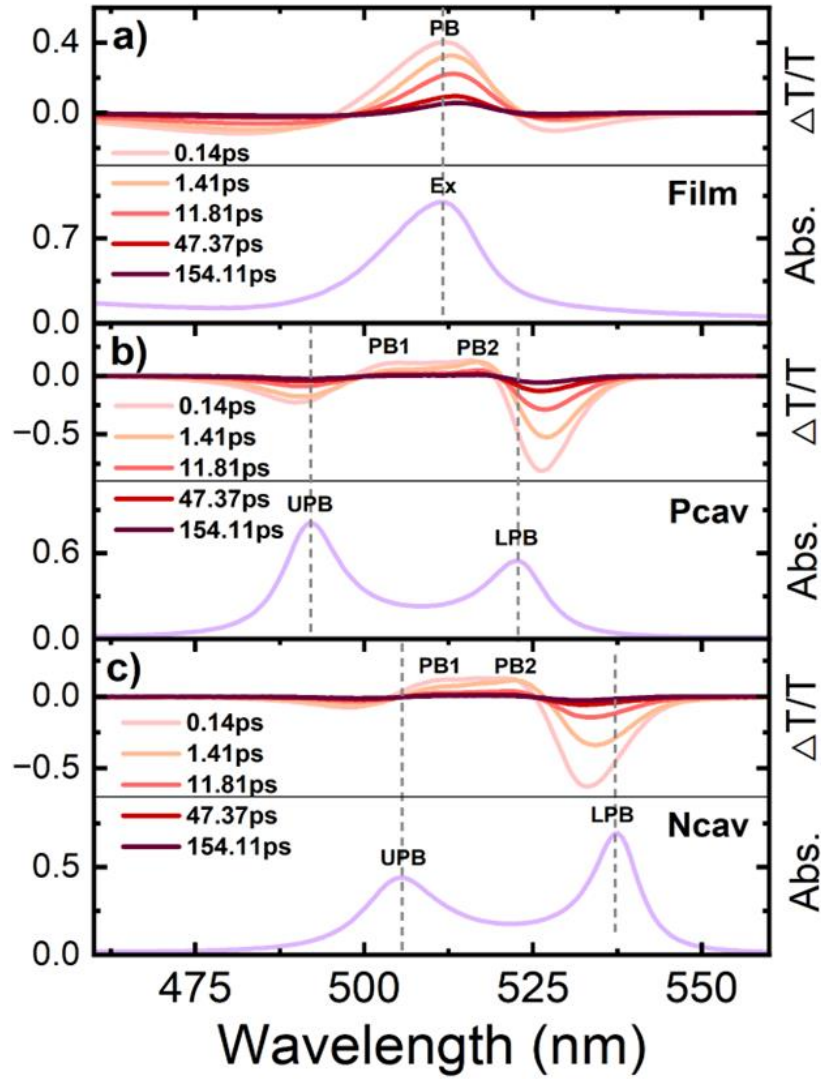 a)
PB
0.4
0.0
△T/T
0.14ps
1.41ps
11.81ps
47.37ps
154.11ps
Ex
Film
0.7
0.0
Abs.
b)
PB1
PB2
0.0
−0.5
△T/T
0.14ps
1.41ps
11.81ps
47.37ps
154.11ps
UPB
LPB
Pcav
0.6
0.0
Abs.
c)
PB1
PB2
0.0
−0.5
△T/T
0.14ps
1.41ps
11.81ps
47.37ps
154.11ps
UPB
LPB
Ncav
0.5
0.0
Abs.
475 500 525 550
Wavelength (nm)